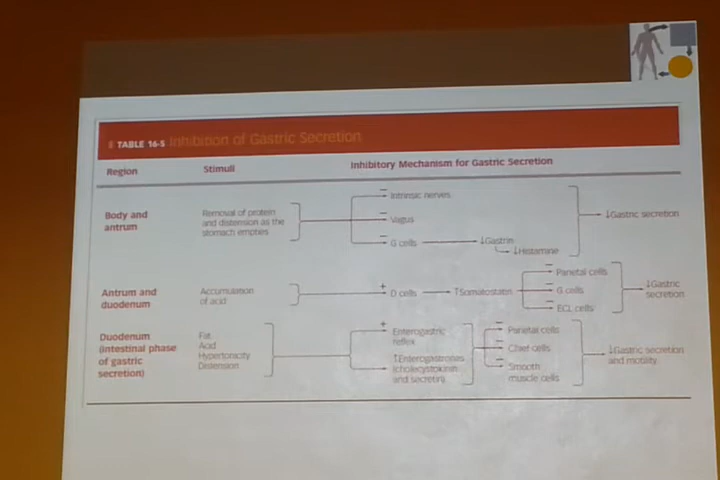 TABLE 16-5 Inhibition of Gastric Secretion
Region
Stimuli
Inhibitory Mechanism for Gastric Secretion
Body and
antrum
Removal of protein
and distension as the
stomach empties
− Intrinsic nerves
− Vagus
− G cells
↓Gastrin
↓Histamine
↓Gastric secretion
Antrum and
duodenum
Accumulation
of acid
+ D cells
↑Somatostatin
− Parietal cells
− G cells
− ECL cells
↓Gastric
secretion
Duodenum
(intestinal phase
of gastric
secretion)
Fat
Acid
Hypertonicity
Distension
+ Enterogastric
reflex
↑Enterogastrones
(cholecystokinin
and secretin)
− Parietal cells
− Chief cells
− Smooth
muscle cells
↓Gastric secretion
and motility